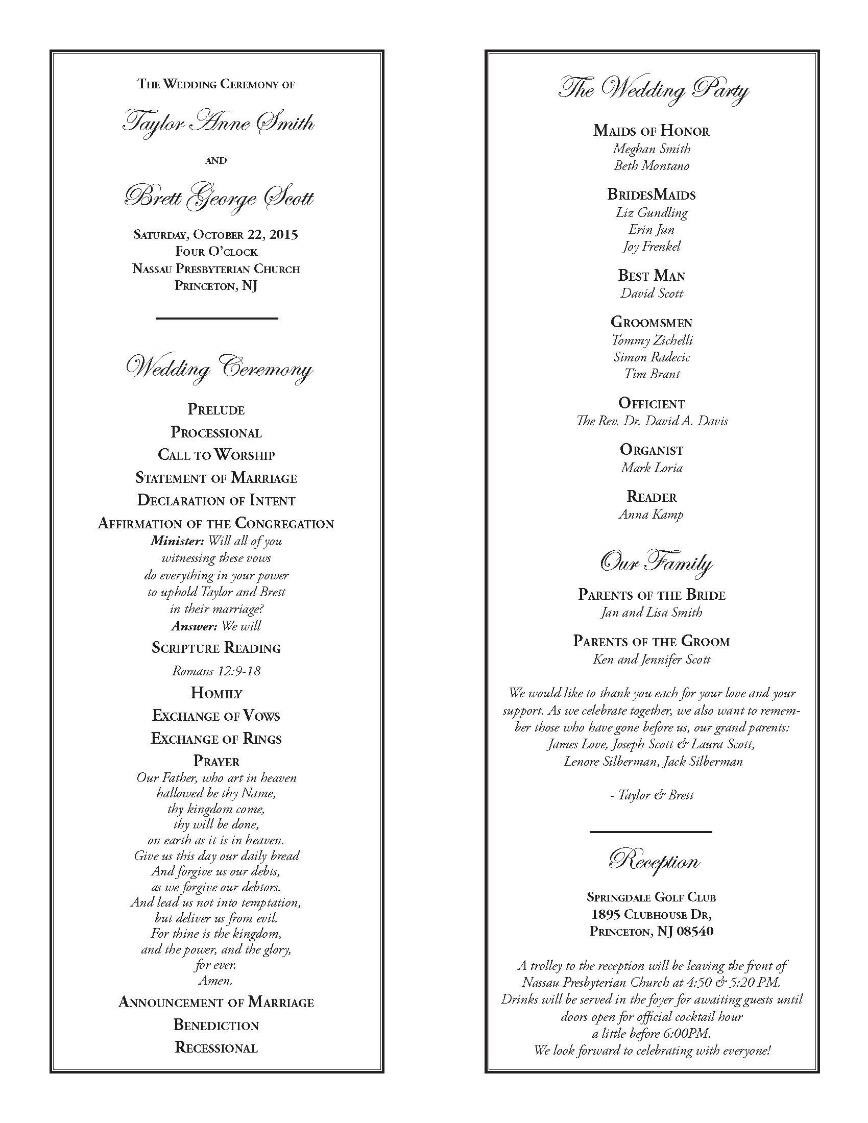 The Wedding Ceremony of
Taylor Anne Smith
and
Brett George Scott
Saturday, October 22, 2015
Four O'clock
Nassau Presbyterian Church
Princeton, NJ
Wedding Ceremony
Prelude
Processional
Call to Worship
Statement of Marriage
Declaration of Intent
Affirmation of the Congregation
Minister: Will all of you
witnessing these vows
do everything in your power
to uphold Taylor and Brett
in their marriage?
Answer: We will
Scripture Reading
Romans 12:9-18
Homily
Exchange of Vows
Exchange of Rings
Prayer
Our Father, who art in heaven
hallowed be thy Name,
thy kingdom come,
thy will be done,
on earth as it is in heaven.
Give us this day our daily bread
And forgive us our debts,
as we forgive our debtors.
And lead us not into temptation,
but deliver us from evil.
For thine is the kingdom,
and the power, and the glory,
for ever.
Amen.
Announcement of Marriage
Benediction
Recessional
The Wedding Party
Maids of Honor
Meghan Smith
Beth Montano
BridesMaids
Liz Gundling
Erin Jun
Joy Frenkel
Best Man
David Scott
Groomsmen
Tommy Zichelli
Simon Radecic
Tim Brant
Officient
The Rev. Dr. David A. Davis
Organist
Mark Loria
Reader
Anna Kamp
Our Family
Parents of the Bride
Jan and Lisa Smith
Parents of the Groom
Ken and Jennifer Scott
We would like to thank you each for your love and your
support. As we celebrate together, we also want to remem-
ber those who have gone before us, our grand parents:
James Love, Joseph Scott & Laura Scott,
Lenore Silberman, Jack Silberman
- Taylor & Brett
Reception
Springdale Golf Club
1895 Clubhouse Dr,
Princeton, NJ 08540
A trolley to the reception will be leaving the front of
Nassau Presbyterian Church at 4:50 & 5:20 PM.
Drinks will be served in the foyer for awaiting guests until
doors open for official cocktail hour
a little before 6:00PM.
We look forward to celebrating with everyone!